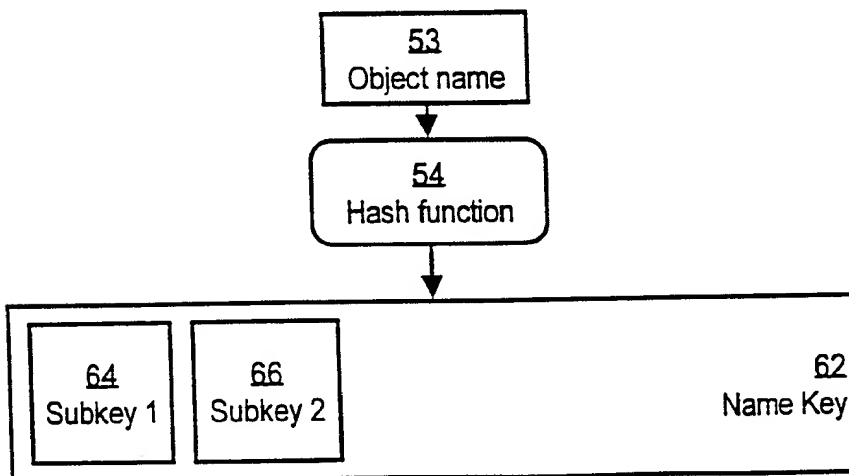 53
Object name
54
Hash function
64
Subkey 1
66
Subkey 2
62
Name Key